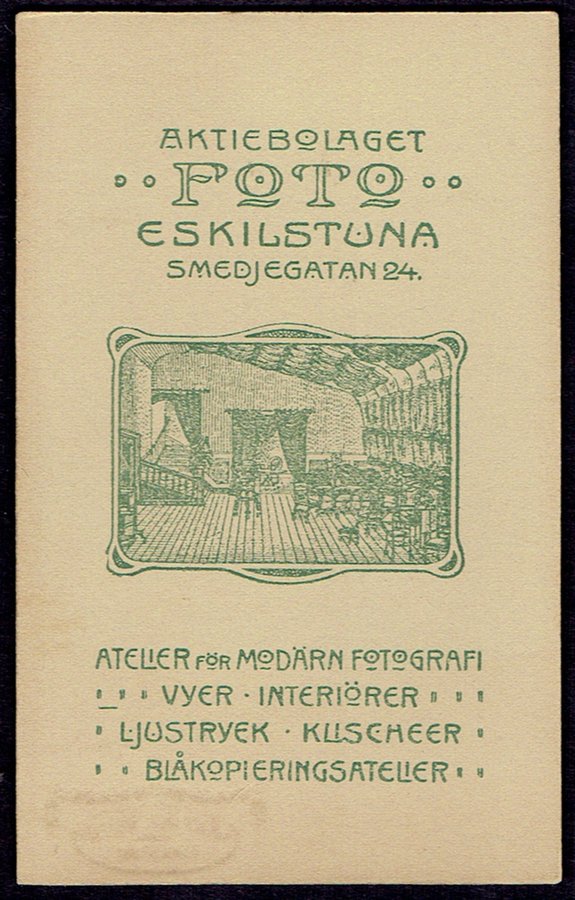 AKTIEBOLAGET
·· FOTO ··
ESKILSTUNA
SMEDJEGATAN 24.
ATELIER FÖR MODÄRN FOTOGRAFI
VYER · INTERIÖRER
LJUSTRYCK · KLISCHEER
BLÅKOPIERINGSATELIER